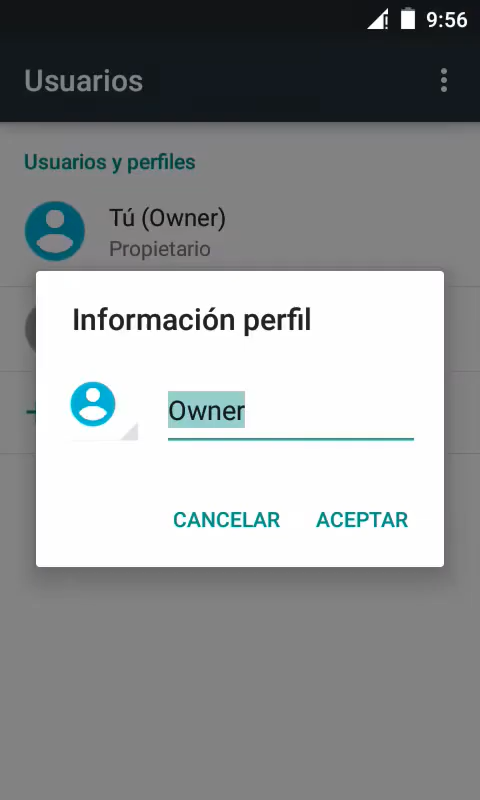 9:56
Usuarios
Usuarios y perfiles
Tú (Owner)
Propietario
Información perfil
Owner
CANCELAR ACEPTAR